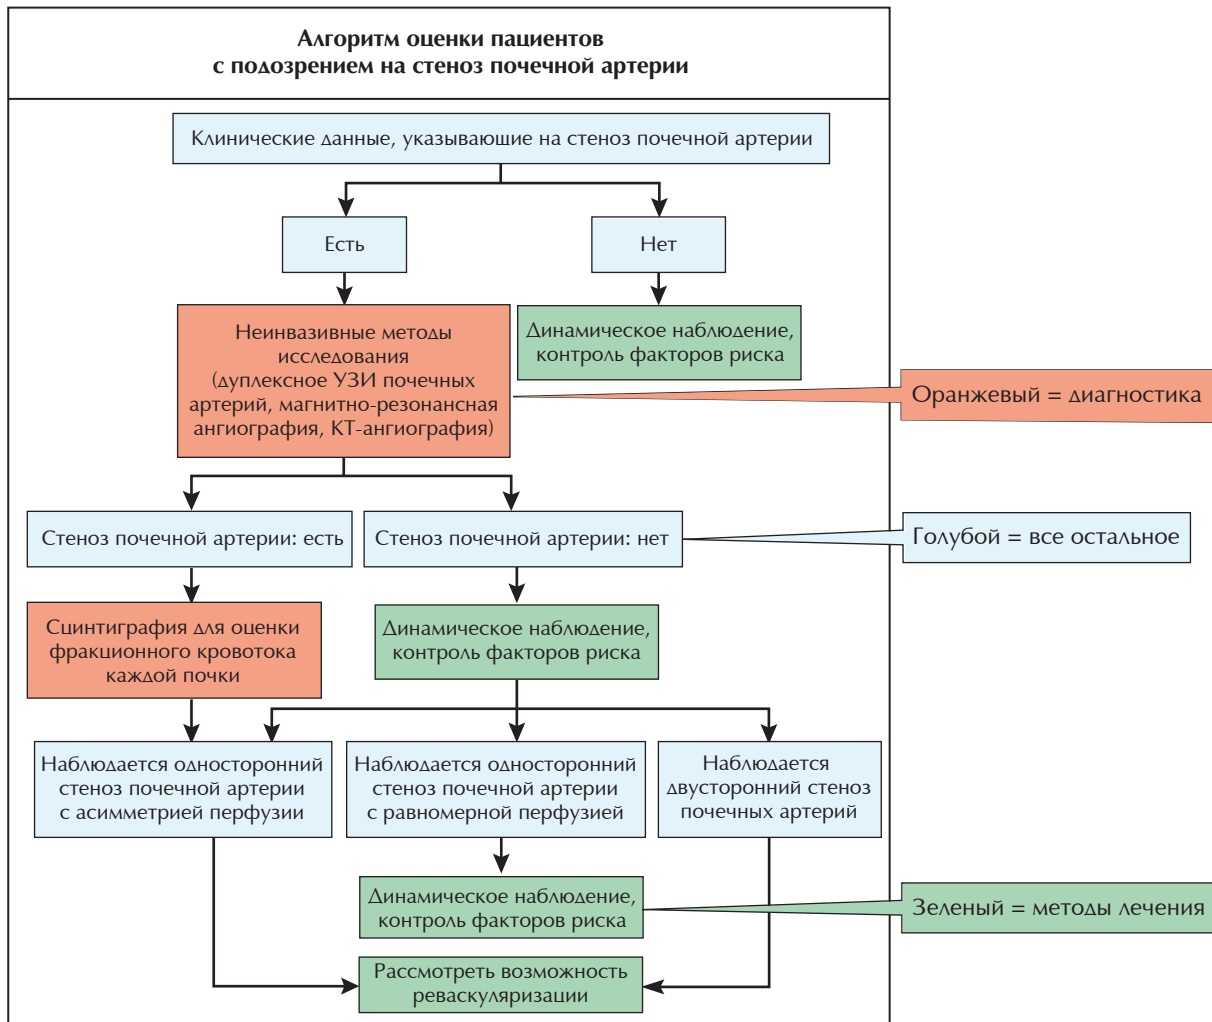 Алгоритм оценки пациентов
с подозрением на стеноз почечной артерии
Клинические данные, указывающие на стеноз почечной артерии
Есть
Нет
Неинвазивные методы
исследования
(дуплексное УЗИ почечных
артерий, магнитно-резонансная
ангиография, КТ-ангиография)
Динамическое наблюдение,
контроль факторов риска
Оранжевый = диагностика
Стеноз почечной артерии: есть
Стеноз почечной артерии: нет
Голубой = все остальное
Сцинтиграфия для оценки
фракционного кровотока
каждой почки
Динамическое наблюдение,
контроль факторов риска
Наблюдается односторонний
стеноз почечной артерии
с асимметрией перфузии
Наблюдается односторонний
стеноз почечной артерии
с равномерной перфузией
Наблюдается
двусторонний стеноз
почечных артерий
Динамическое наблюдение,
контроль факторов риска
Зеленый = методы лечения
Рассмотреть возможность
реваскуляризации